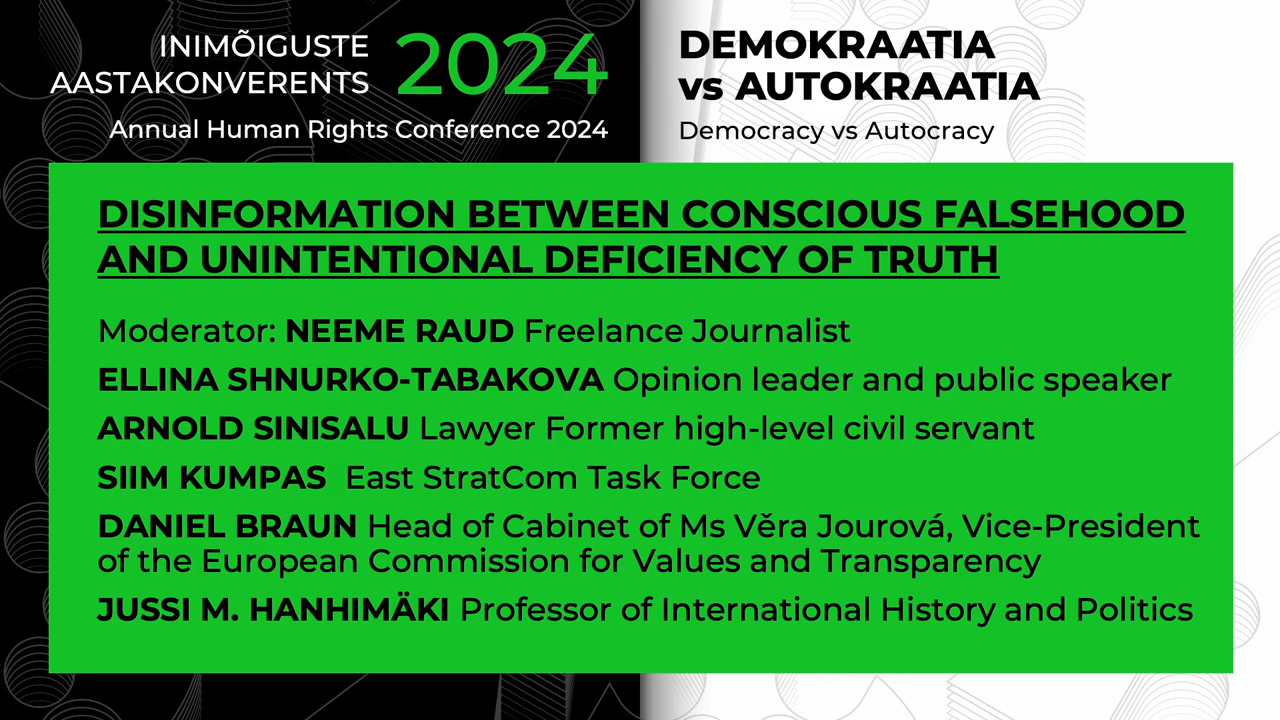 INIMÕIGUSTE
AASTAKONVERENTS
2024
Annual Human Rights Conference 2024
DEMOKRAATIA
vs AUTOKRAATIA
Democracy vs Autocracy
DISINFORMATION BETWEEN CONSCIOUS FALSEHOOD
AND UNINTENTIONAL DEFICIENCY OF TRUTH
Moderator: NEEME RAUD Freelance Journalist
ELLINA SHNURKO-TABAKOVA Opinion leader and public speaker
ARNOLD SINISALU Lawyer Former high-level civil servant
SIIM KUMPAS East StratCom Task Force
DANIEL BRAUN Head of Cabinet of Ms Věra Jourová, Vice-President
of the European Commission for Values and Transparency
JUSSI M. HANHIMÄKI Professor of International History and Politics